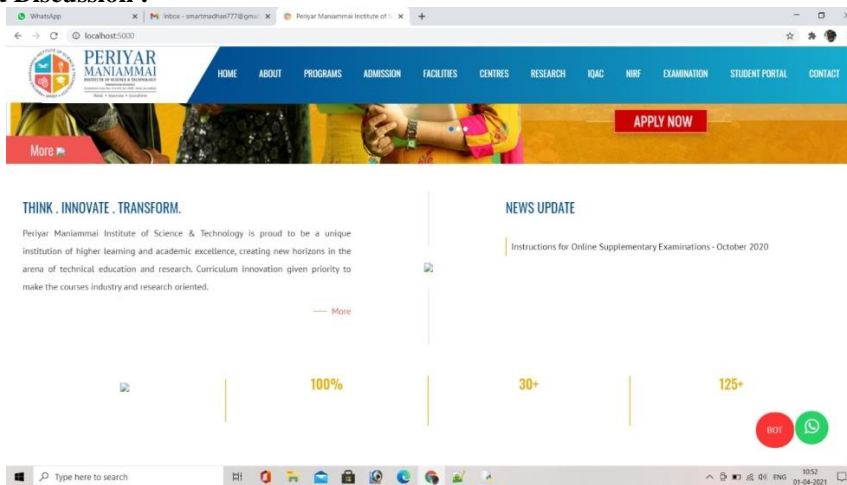 Discussion :
WhatsApp
inbox - smartmadhan777@gmai
Periyar Maniammai Institute of S
localhost:5000
PERIYAR
MANIAMMAI
INSTITUTE OF SCIENCE & TECHNOLOGY
HOME ABOUT PROGRAMS ADMISSION FACILITIES CENTRES RESEARCH IQAC NIRF EXAMINATION STUDENT PORTAL CONTACT
APPLY NOW
More
THINK . INNOVATE . TRANSFORM.
Periyar Maniammai Institute of Science & Technology is proud to be a unique
institution of higher learning and academic excellence, creating new horizons in the
arena of technical education and research. Curriculum innovation given priority to
make the courses industry and research oriented.
More
NEWS UPDATE
Instructions for Online Supplementary Examinations - October 2020
100% 30+ 125+
BOT
Type here to search
ENG
10:52
01-04-2021